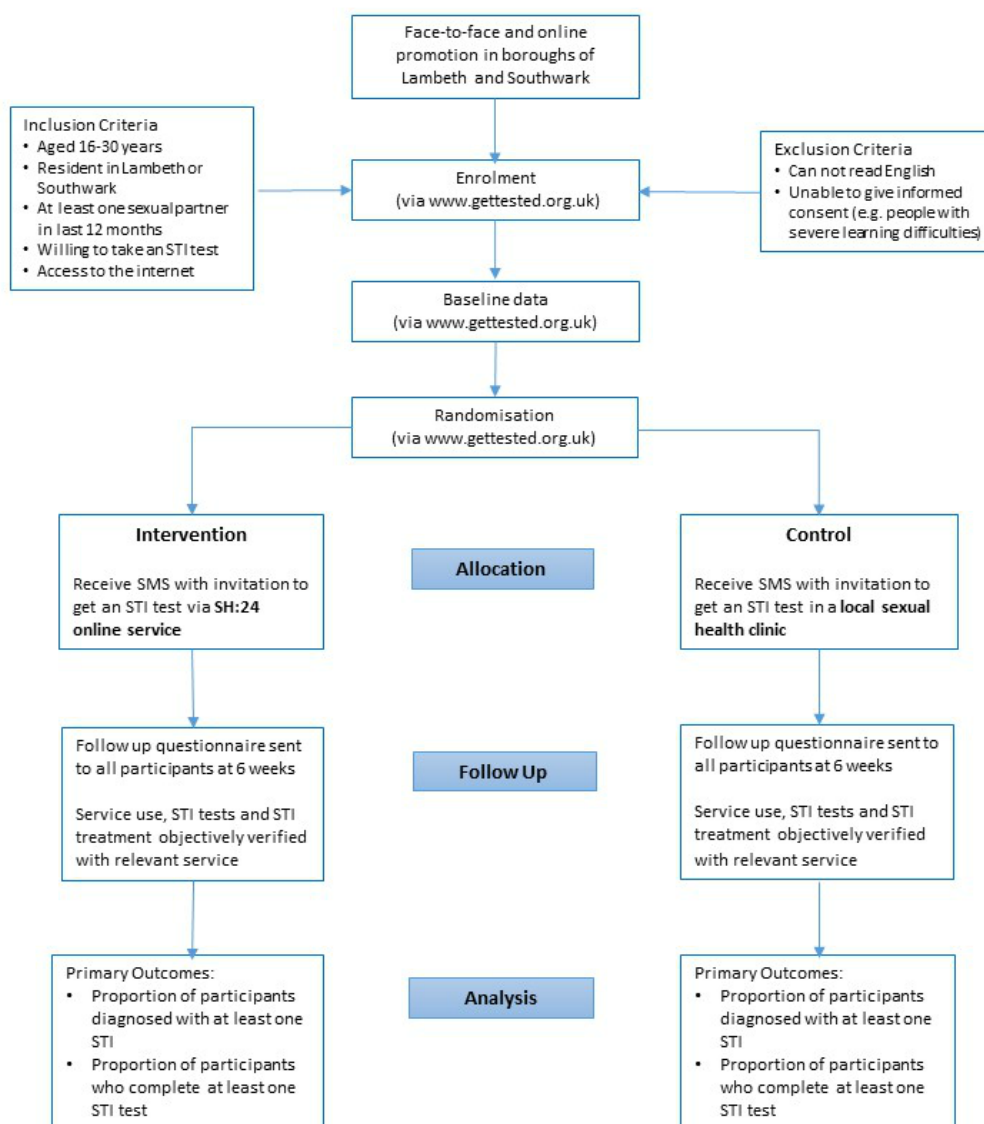 Face-to-face and online
promotion in boroughs of
Lambeth and Southwark
Inclusion Criteria
• Aged 16-30 years
• Resident in Lambeth or
Southwark
• At least one sexual partner
in last 12 months
• Willing to take an STI test
• Access to the internet
Enrolment
(via www.gettested.org.uk)
Exclusion Criteria
• Can not read English
• Unable to give informed
consent (e.g. people with
severe learning difficulties)
Baseline data
(via www.gettested.org.uk)
Randomisation
(via www.gettested.org.uk)
Intervention
Receive SMS with invitation to
get an STI test via SH:24
online service
Allocation
Control
Receive SMS with invitation to
get an STI test in a local sexual
health clinic
Follow up questionnaire sent
to all participants at 6 weeks
Service use, STI tests and STI
treatment objectively verified
with relevant service
Follow Up
Follow up questionnaire sent to
all participants at 6 weeks
Service use, STI tests and STI
treatment objectively verified
with relevant service
Primary Outcomes:
• Proportion of participants
diagnosed with at least one
STI
• Proportion of participants
who complete at least one
STI test
Analysis
Primary Outcomes:
• Proportion of participants
diagnosed with at least one
STI
• Proportion of participants
who complete at least one
STI test